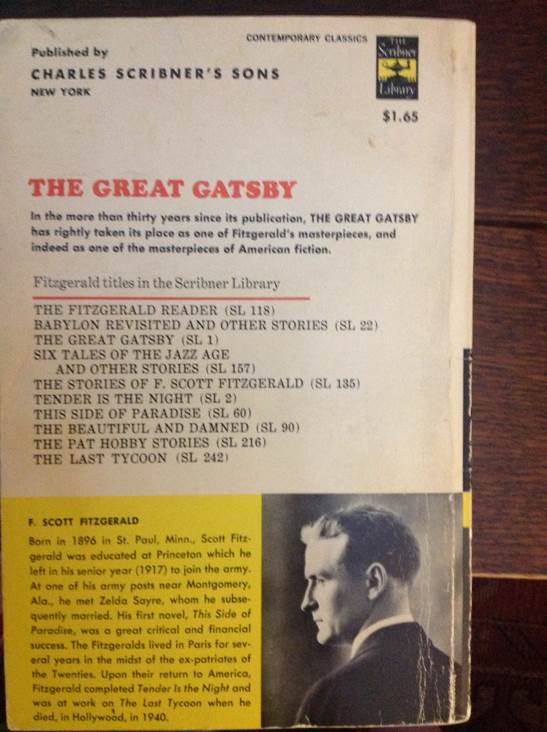 CONTEMPORARY CLASSICS
THE
Scribner
Library
$1.65
Published by
CHARLES SCRIBNER'S SONS
NEW YORK
THE GREAT GATSBY
In the more than thirty years since its publication, THE GREAT GATSBY
has rightly taken its place as one of Fitzgerald's masterpieces, and
indeed as one of the masterpieces of American fiction.
Fitzgerald titles in the Scribner Library
THE FITZGERALD READER (SL 118)
BABYLON REVISITED AND OTHER STORIES (SL 22)
THE GREAT GATSBY (SL 1)
SIX TALES OF THE JAZZ AGE
AND OTHER STORIES (SL 157)
THE STORIES OF F. SCOTT FITZGERALD (SL 135)
TENDER IS THE NIGHT (SL 2)
THIS SIDE OF PARADISE (SL 60)
THE BEAUTIFUL AND DAMNED (SL 90)
THE PAT HOBBY STORIES (SL 216)
THE LAST TYCOON (SL 242)
F. SCOTT FITZGERALD
Born in 1896 in St. Paul, Minn., Scott Fitz-
gerald was educated at Princeton which he
left in his senior year (1917) to join the army.
At one of his army posts near Montgomery,
Ala., he met Zelda Sayre, whom he subse-
quently married. His first novel, This Side of
Paradise, was a great critical and financial
success. The Fitzgeralds lived in Paris for sev-
eral years in the midst of the ex-patriates of
the Twenties. Upon their return to America,
Fitzgerald completed Tender Is the Night and
was at work on The Last Tycoon when he
died, in Hollywood, in 1940.